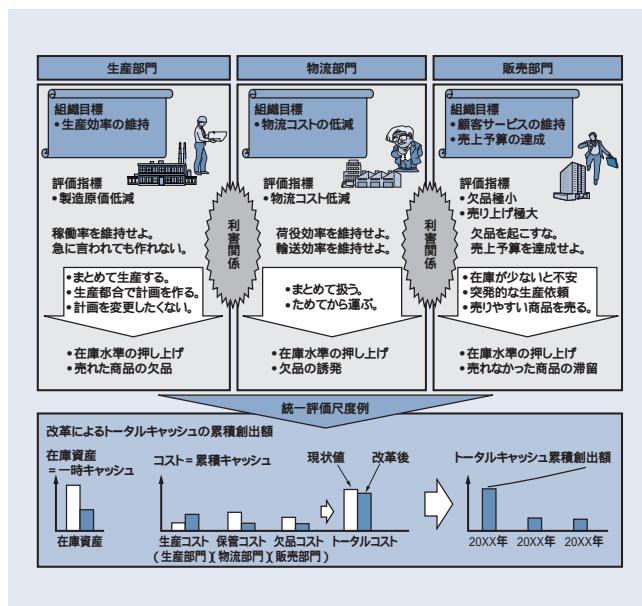 生産部門
物流部門
販売部門
組織目標
•生産効率の維持
評価指標
•製造原価低減
稼働率を維持せよ。
急に言われても作れない。
•まとめて生産する。
•生産都合で計画を作る。
•計画を変更したくない。
•在庫水準の押し上げ
•売れた商品の欠品
利害関係
組織目標
•物流コストの低減
評価指標
•物流コスト低減
荷役効率を維持せよ。
輸送効率を維持せよ。
•まとめて扱う。
•ためてから運ぶ。
•在庫水準の押し上げ
•欠品の誘発
利害関係
組織目標
•顧客サービスの維持
•売上予算の達成
評価指標
•欠品極小
•売り上げ極大
欠品を起こすな。
売上予算を達成せよ。
•在庫が少ないと不安
•突発的な生産依頼
•売りやすい商品を売る。
•在庫水準の押し上げ
•売れなかった商品の滞留
統一評価尺度例
改革によるトータルキャッシュの累積創出額
在庫資産
=一時キャッシュ
在庫資産
コスト=累積キャッシュ
現状値
改革後
生産コスト 保管コスト 欠品コスト トータルコスト
(生産部門)(物流部門)(販売部門)
トータルキャッシュ累積創出額
20XX年 20XX年 20XX年